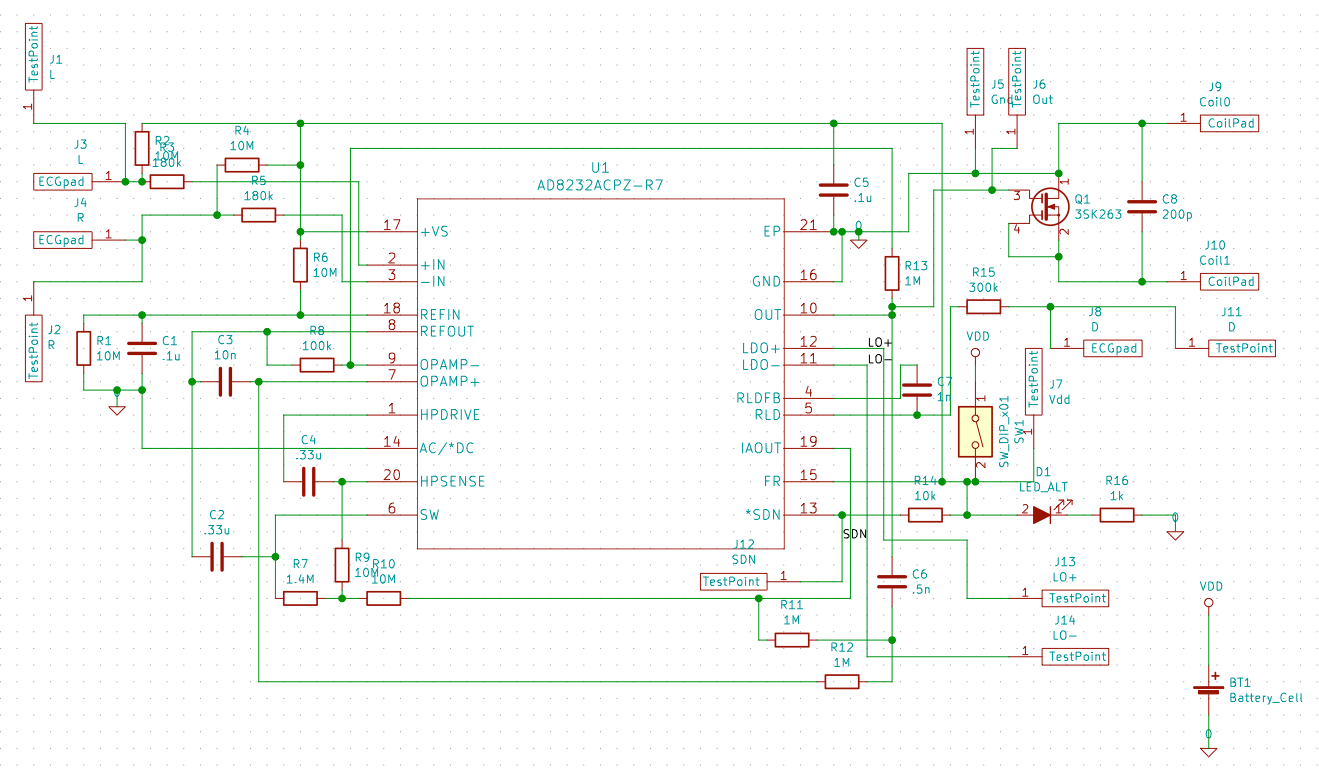 TestPoint
J1
L
1
J3
L
ECGpad
1
J4
R
ECGpad
1
1
TestPoint
J2
R
R2
10M
R3
180k
R4
10M
R5
180k
R6
10M
R1
10M
C1
.1u
0
C3
10n
R8
100k
C4
.33u
C2
.33u
R7
1.4M
R9
10M
R10
10M
U1
AD8232ACPZ-R7
17
+VS
2
+IN
3
-IN
18
REFIN
8
REFOUT
9
OPAMP-
7
OPAMP+
1
HPDRIVE
14
AC/*DC
20
HPSENSE
6
SW
EP
21
GND
16
OUT
10
LDO+
12
LDO-
11
RLDFB
4
RLD
5
IAOUT
19
FR
15
*SDN
13
LO+
LO-
SDN
J12
SDN
TestPoint
1
R11
1M
R12
1M
C5
.1u
0
R13
1M
C7
1n
C6
.5n
R14
10k
TestPoint
J5
Gnd
1
TestPoint
J6
Out
1
3
4
1
2
Q1
3SK263
C8
200p
J9
Coil0
1
CoilPad
J10
Coil1
1
CoilPad
R15
300k
J8
D
1
ECGpad
J11
D
1
TestPoint
VDD
1
2
SW_DIP_x01
SW1
TestPoint
J7
Vdd
1
D1
LED_ALT
2
1
R16
1k
0
J13
LO+
1
TestPoint
J14
LO-
1
TestPoint
VDD
+
BT1
Battery_Cell
0